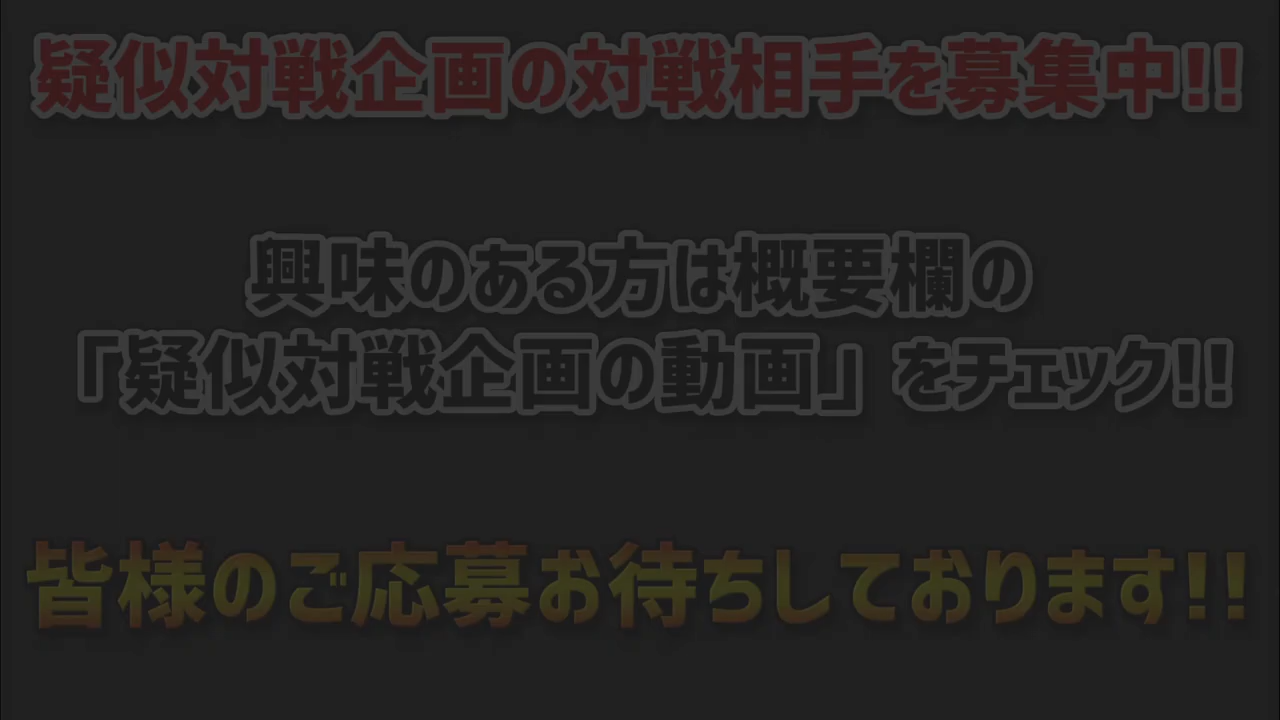 疑似対戦企画の対戦相手を募集中!!
興味のある方は概要欄の
「疑似対戦企画の動画」をチェック!!
皆様のご応募お待ちしております!!